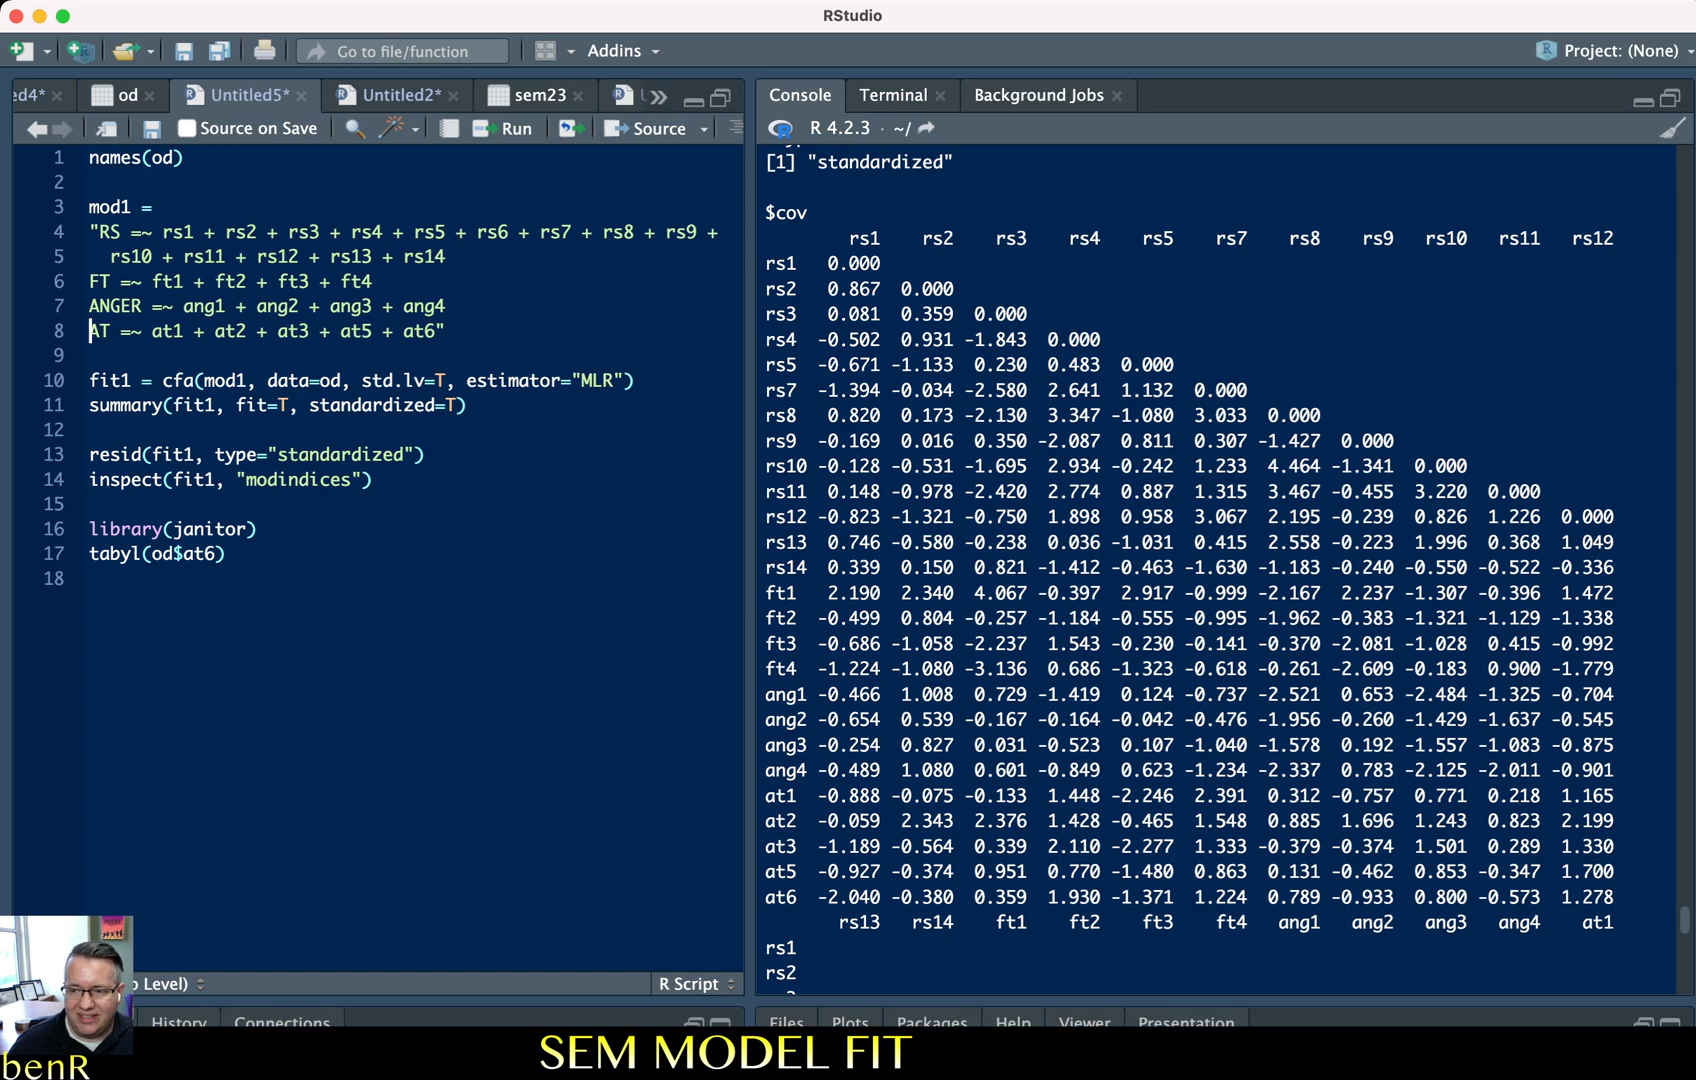 RStudio
Go to file/function
Addins
Project: (None)
ed4*
od
Untitled5*
Untitled2*
sem23
Source on Save
Run
Source
1 names(od)
2
3 mod1 =
4 "RS =~ rs1 + rs2 + rs3 + rs4 + rs5 + rs6 + rs7 + rs8 + rs9 +
5 rs10 + rs11 + rs12 + rs13 + rs14
6 FT =~ ft1 + ft2 + ft3 + ft4
7 ANGER =~ ang1 + ang2 + ang3 + ang4
8 AT =~ at1 + at2 + at3 + at5 + at6"
9
10 fit1 = cfa(mod1, data=od, std.lv=T, estimator="MLR")
11 summary(fit1, fit=T, standardized=T)
12
13 resid(fit1, type="standardized")
14 inspect(fit1, "modindices")
15
16 library(janitor)
17 tabyl(od$at6)
18
Level)
R Script
History
Connections
Console
Terminal
Background Jobs
R 4.2.3 · ~/
[1] "standardized"
$cov
rs1 rs2 rs3 rs4 rs5 rs7 rs8 rs9 rs10 rs11 rs12
rs1 0.000
rs2 0.867 0.000
rs3 0.081 0.359 0.000
rs4 -0.502 0.931 -1.843 0.000
rs5 -0.671 -1.133 0.230 0.483 0.000
rs7 -1.394 -0.034 -2.580 2.641 1.132 0.000
rs8 0.820 0.173 -2.130 3.347 -1.080 3.033 0.000
rs9 -0.169 0.016 0.350 -2.087 0.811 0.307 -1.427 0.000
rs10 -0.128 -0.531 -1.695 2.934 -0.242 1.233 4.464 -1.341 0.000
rs11 0.148 -0.978 -2.420 2.774 0.887 1.315 3.467 -0.455 3.220 0.000
rs12 -0.823 -1.321 -0.750 1.898 0.958 3.067 2.195 -0.239 0.826 1.226 0.000
rs13 0.746 -0.580 -0.238 0.036 -1.031 0.415 2.558 -0.223 1.996 0.368 1.049
rs14 0.339 0.150 0.821 -1.412 -0.463 -1.630 -1.183 -0.240 -0.550 -0.522 -0.336
ft1 2.190 2.340 4.067 -0.397 2.917 -0.999 -2.167 2.237 -1.307 -0.396 1.472
ft2 -0.499 0.804 -0.257 -1.184 -0.555 -0.995 -1.962 -0.383 -1.321 -1.129 -1.338
ft3 -0.686 -1.058 -2.237 1.543 -0.230 -0.141 -0.370 -2.081 -1.028 0.415 -0.992
ft4 -1.224 -1.080 -3.136 0.686 -1.323 -0.618 -0.261 -2.609 -0.183 0.900 -1.779
ang1 -0.466 1.008 0.729 -1.419 0.124 -0.737 -2.521 0.653 -2.484 -1.325 -0.704
ang2 -0.654 0.539 -0.167 -0.164 -0.042 -0.476 -1.956 -0.260 -1.429 -1.637 -0.545
ang3 -0.254 0.827 0.031 -0.523 0.107 -1.040 -1.578 0.192 -1.557 -1.083 -0.875
ang4 -0.489 1.080 0.601 -0.849 0.623 -1.234 -2.337 0.783 -2.125 -2.011 -0.901
at1 -0.888 -0.075 -0.133 1.448 -2.246 2.391 0.312 -0.757 0.771 0.218 1.165
at2 -0.059 2.343 2.376 1.428 -0.465 1.548 0.885 1.696 1.243 0.823 2.199
at3 -1.189 -0.564 0.339 2.110 -2.277 1.333 -0.379 -0.374 1.501 0.289 1.330
at5 -0.927 -0.374 0.951 0.770 -1.480 0.863 0.131 -0.462 0.853 -0.347 1.700
at6 -2.040 -0.380 0.359 1.930 -1.371 1.224 0.789 -0.933 0.800 -0.573 1.278
rs13 rs14 ft1 ft2 ft3 ft4 ang1 ang2 ang3 ang4 at1
rs1
rs2
Files
Plots
Packages
Help
Viewer
Presentation
benR
SEM MODEL FIT